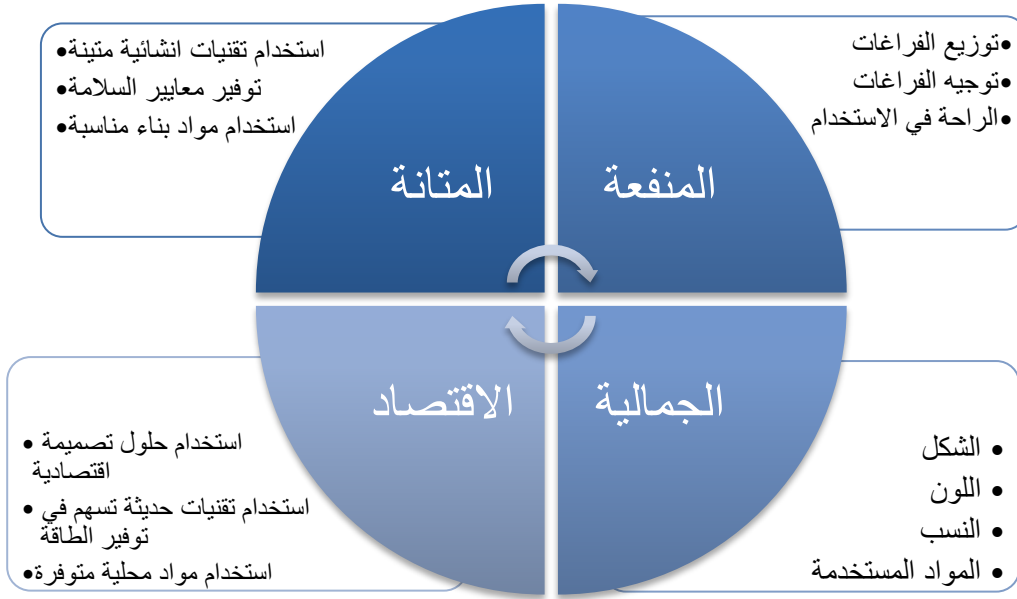 المنفعة
•توزيع الفراغات
•توجيه الفراغات
•الراحة في الاستخدام
المتانة
•استخدام تقنيات انشائية متينة
•توفير معايير السلامة
•استخدام مواد بناء مناسبة
الجمالية
• الشكل
• اللون
• النسب
• المواد المستخدمة
الاقتصاد
• استخدام حلول تصميمة
اقتصادية
• استخدام تقنيات حديثة تسهم في
توفير الطاقة
•استخدام مواد محلية متوفرة